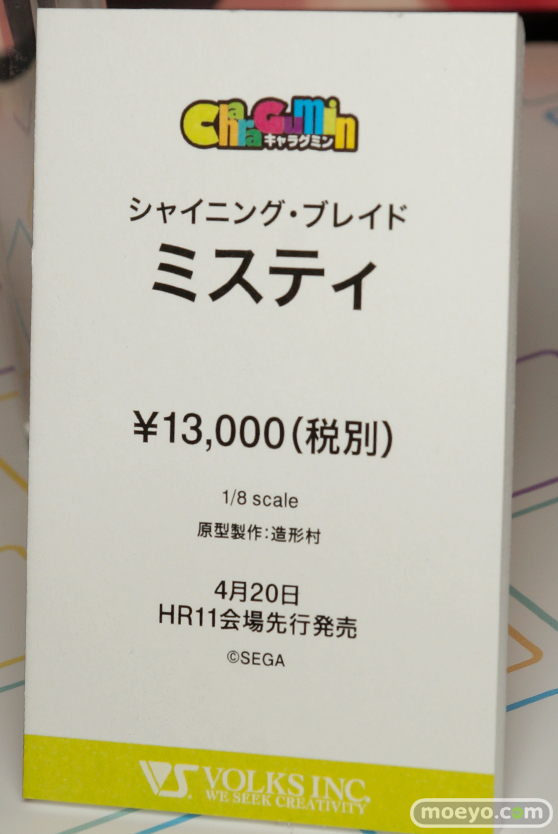 CharaGumin
キャラグミン
シャイニング・ブレイド
ミスティ
¥13,000(税別)
1/8 scale
原型製作:造形村
4月20日
HR11会場先行発売
©SEGA
VS. VOLKS INC.
WE SEEK CREATIVITY
moeyo.com